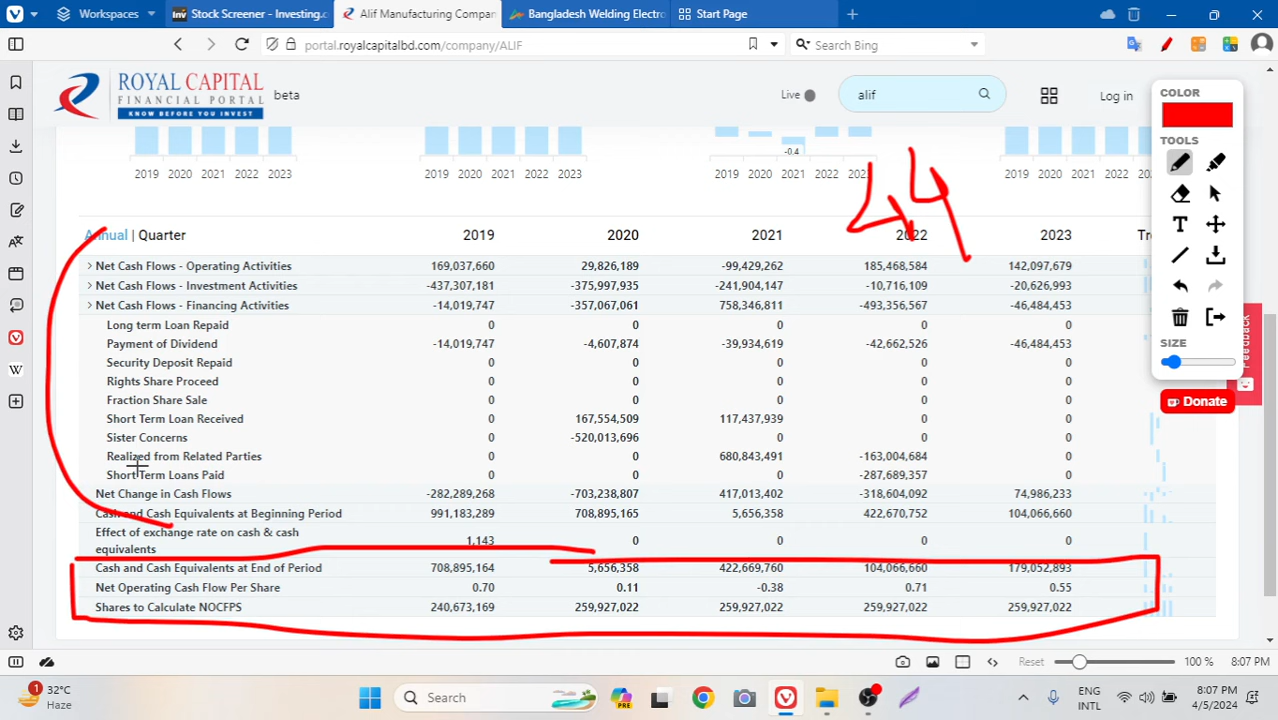 Workspaces Stock Screener - Investing.c Alif Manufacturing Compan Bangladesh Welding Electro Start Page
portal.royalcapitalbd.com/company/ALIF Search Bing
ROYAL CAPITAL
FINANCIAL PORTAL
KNOW BEFORE YOU INVEST
beta
Live alif Log in
COLOR
TOOLS
T
SIZE
Feedback
Donate
-0.4
2019 2020 2021 2022 2023 2019 2020 2021 2022 2023 2019 2020 2021 2022 2023 2019 2020 2021 2022
44
Annual | Quarter 2019 2020 2021 2022 2023 Tr
Net Cash Flows - Operating Activities 169,037,660 29,826,189 -99,429,262 185,468,584 142,097,679
Net Cash Flows - Investment Activities -437,307,181 -375,997,935 -241,904,147 -10,716,109 -20,626,993
Net Cash Flows - Financing Activities -14,019,747 -357,067,061 758,346,811 -493,356,567 -46,484,453
Long term Loan Repaid 0 0 0 0 0
Payment of Dividend -14,019,747 -4,607,874 -39,934,619 -42,662,526 -46,484,453
Security Deposit Repaid 0 0 0 0 0
Rights Share Proceed 0 0 0 0 0
Fraction Share Sale 0 0 0 0 0
Short Term Loan Received 0 167,554,509 117,437,939 0 0
Sister Concerns 0 -520,013,696 0 0 0
Realized from Related Parties 0 0 680,843,491 -163,004,684 0
Short Term Loans Paid 0 0 0 -287,689,357 0
Net Change in Cash Flows -282,289,268 -703,238,807 417,013,402 -318,604,092 74,986,233
Cash and Cash Equivalents at Beginning Period 991,183,289 708,895,165 5,656,358 422,670,752 104,066,660
Effect of exchange rate on cash & cash
equivalents 1,143 0 0 0 0
Cash and Cash Equivalents at End of Period 708,895,164 5,656,358 422,669,760 104,066,660 179,052,893
Net Operating Cash Flow Per Share 0.70 0.11 -0.38 0.71 0.55
Shares to Calculate NOCFPS 240,673,169 259,927,022 259,927,022 259,927,022 259,927,022
Reset 100 %
1 32°C
Haze
Search
PRE
ENG
INTL
8:07 PM
4/5/2024